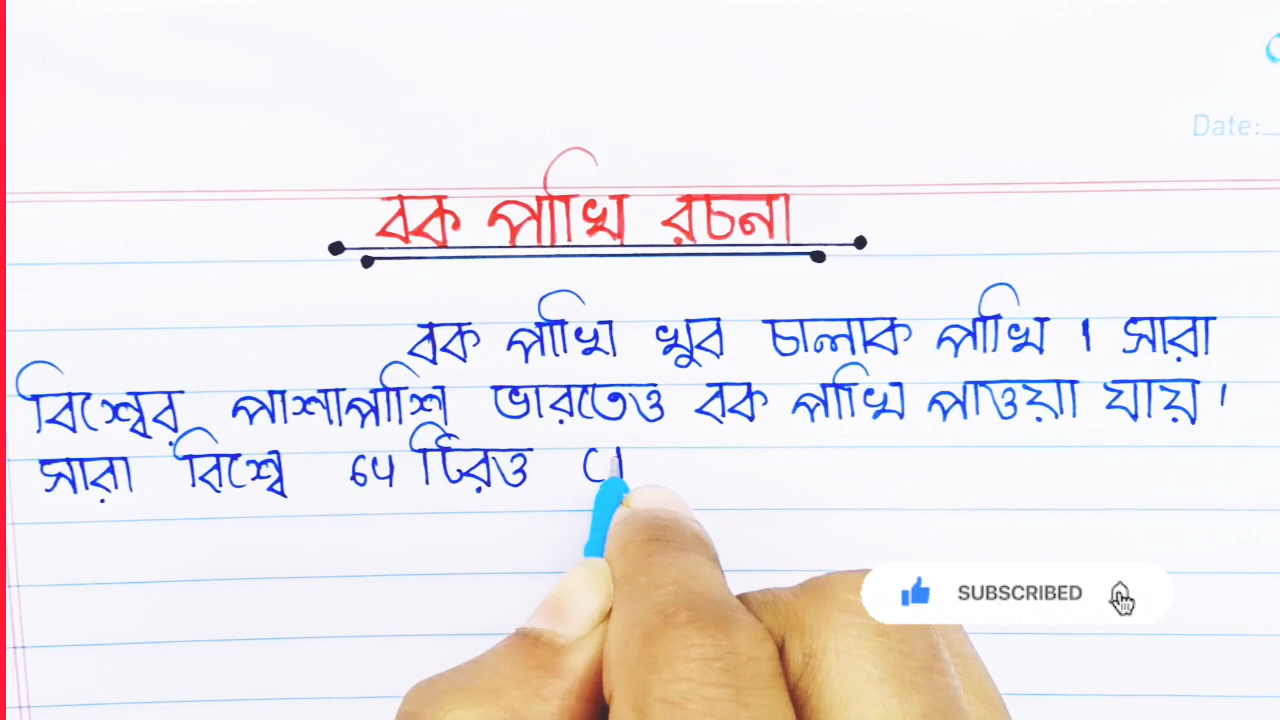 Date:
বক পাখি রচনা
বক পাখি খুব চালাক পাখি । সারা
বিশ্বের পাশাপাশি ভারতেও বক পাখি পাওয়া যায় ।
সারা বিশ্বে ৬৫ টিরও
SUBSCRIBED